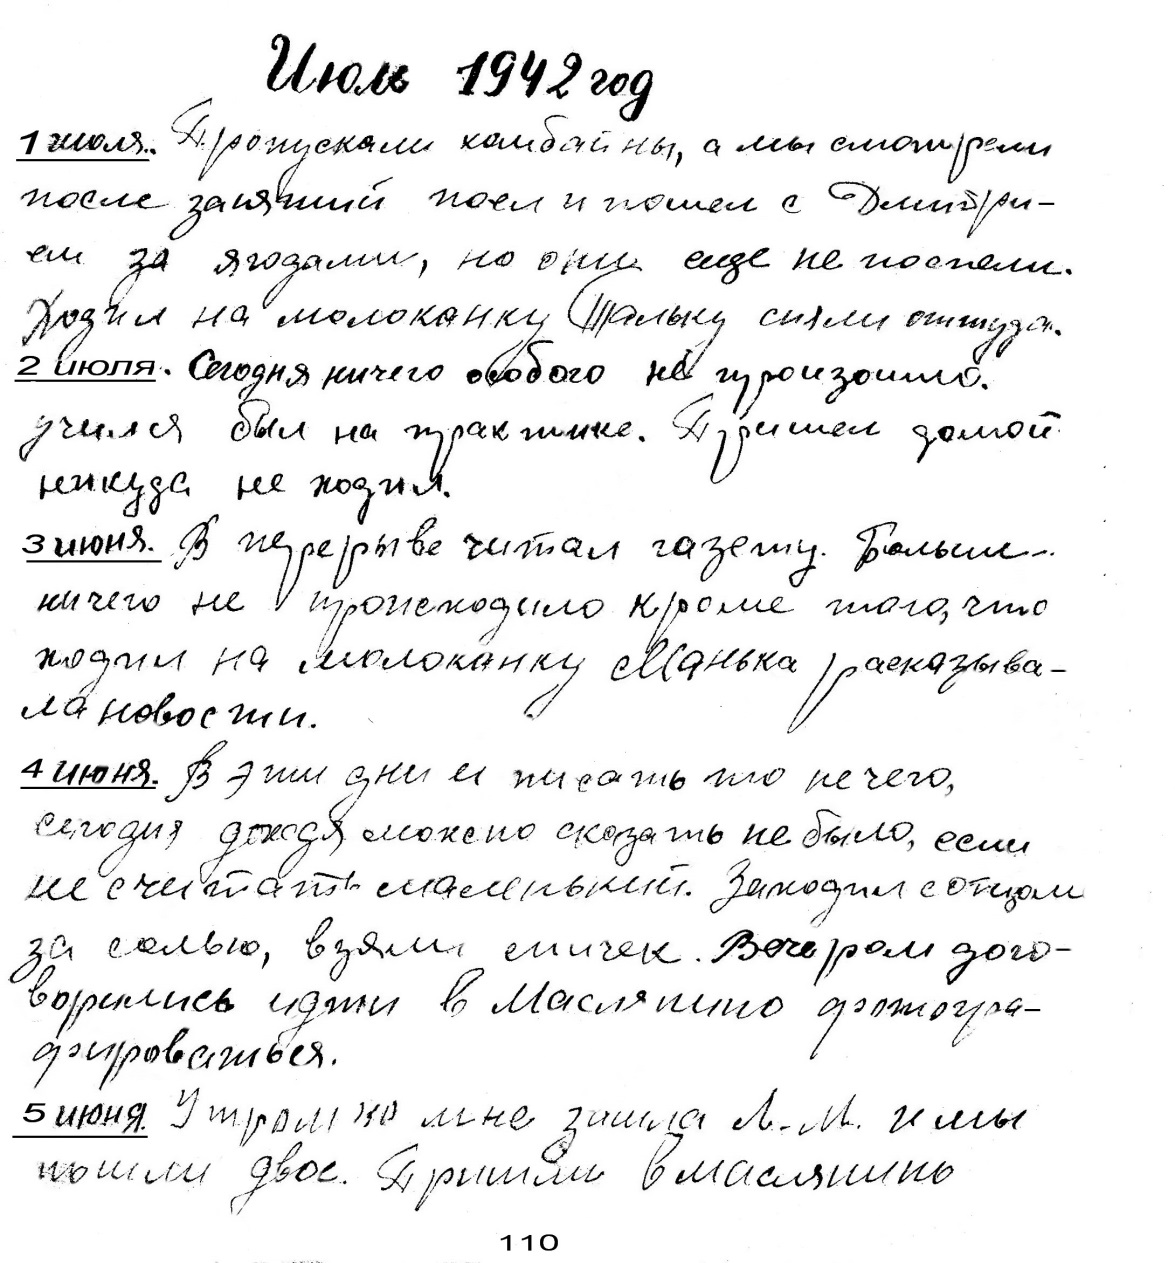 Июль 1942 год
1 июля. Пропускали комбайны, а мы смотрели
после занятий поел и пошел с Дмитри-
ем за ягодами, но они еще не поспели.
Ходил на молоканку Тальку сняли оттуда.
2 июля. Сегодня ничего особого не произошло.
учился был на практике. Пришел домой
никуда не ходил.
3 июня. В перерыве читал газету. Больше
ничего не происходило кроме того, что
ходил на молоканку Манька расказыва-
ла новости.
4 июня. В эти дни и писать то нечего,
сегодня дождя можно сказать не было, если
не считать маленький. Заходил с отцом
за солью, взяли спичек. Вечером дого-
ворились идти в Маслянино фотогра-
фироваться.
5 июня. Утром ко мне зашла Л.М. и мы
пошли двое. Пришли в маслянино
110